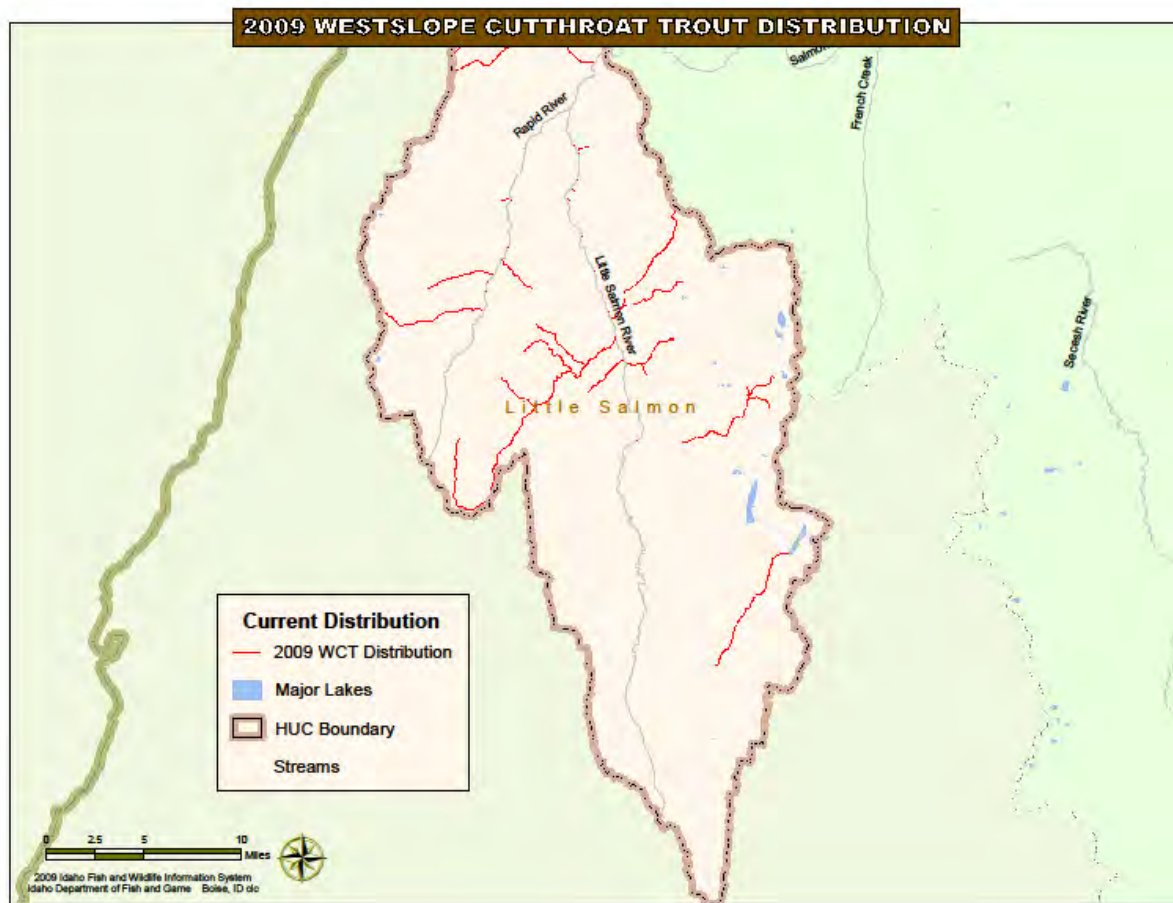 2009 WESTSLOPE CUTTHROAT TROUT DISTRIBUTION
Salmon
French Creek
Rapid River
Little Salmon River
Secesh River
Little Salmon
Current Distribution
2009 WCT Distribution
Major Lakes
HUC Boundary
Streams
0 2.5 5 10
Miles
2009 Idaho Fish and Wildlife Information System
Idaho Department of Fish and Game Boise, ID clc